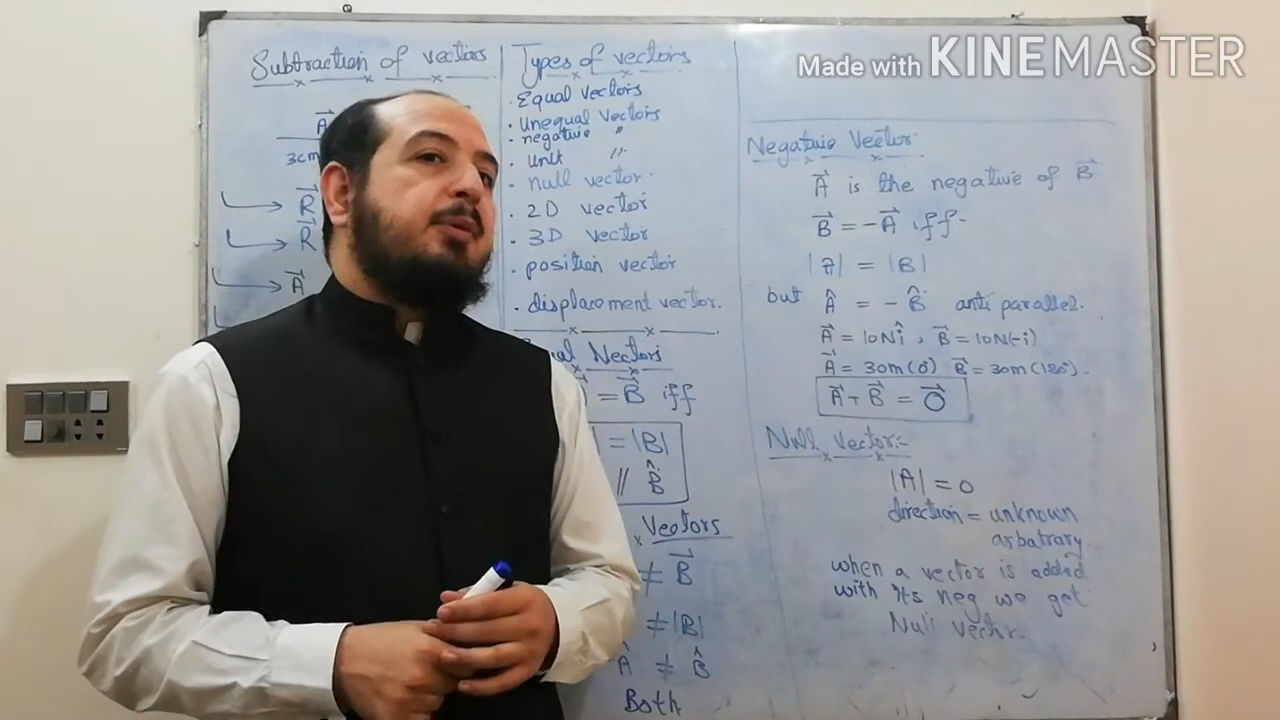 Made with KINEMASTER
Subtraction of vectors
A⃗
3cm
R⃗
R⃗
A⃗
Types of vectors
· Equal vectors
· Unequal Vectors
· negative "
· Unit "
· null vector.
· 2D vector
· 3D vector
· position vector
· displacement vector.
Vectors
= B⃗ iff
| = |B|
// B̂
Vectors
≠ B⃗
≠ |B|
Â ≠ B̂
Both
Negative Vector
A⃗ is the negative of B⃗
B⃗ = -A⃗ iff-
|A⃗| = |B|
but Â = -B̂ anti parallel.
A⃗ = 10Nî , B⃗ = 10N(-i)
A⃗ = 30m(0°) B⃗ = 30m(180°).
A⃗ + B⃗ = O⃗
Null Vector:-
|A| = 0
direction = unknown
arbatrary.
when a vector is added
with its neg we get
Null vector.